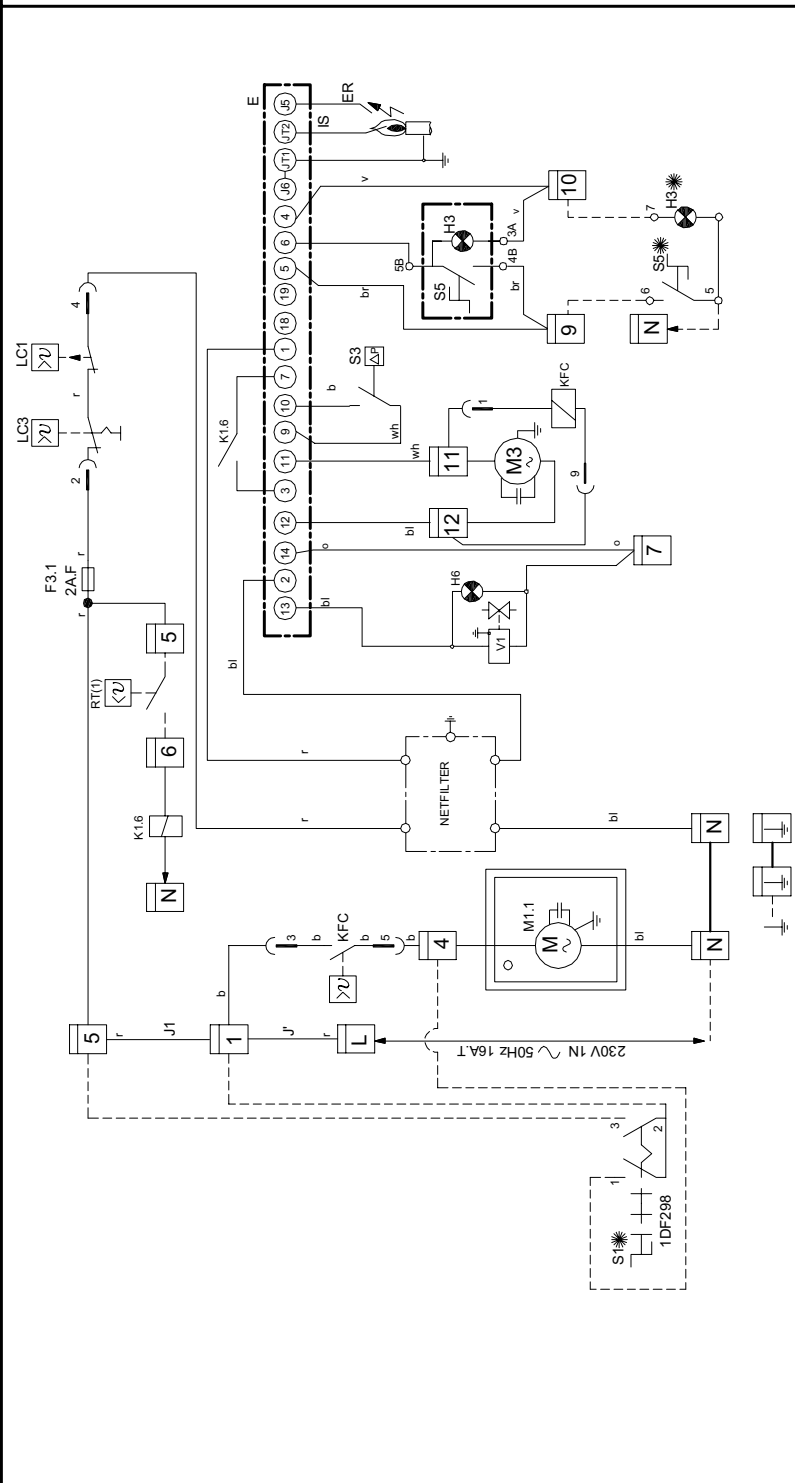 E
J5
JT2
JT1
J6
4
6
5
19
18
1
7
10
9
11
3
12
14
2
13
ER
IS
LC1
4
r
LC3
2
r
F3.1
2A.F
r
5
RT(1)
6
K1.6
N
K1.6
v
10
7
H3
H3
3A
v
5B
S5
4B
br
br
9
6
S5
5
N
b
S3
ΔP
wh
wh
11
1
KFC
M3
9
bl
12
o
7
H6
V1
bl
bl
r
r
NETFILTER
bl
N
N
5
r
J1
1
J'
r
L
b
3
b
KFC
b
5
b
4
M1.1
M
bl
230V 1N ~ 50Hz 16A.T
3
2
1
S1
1DF298